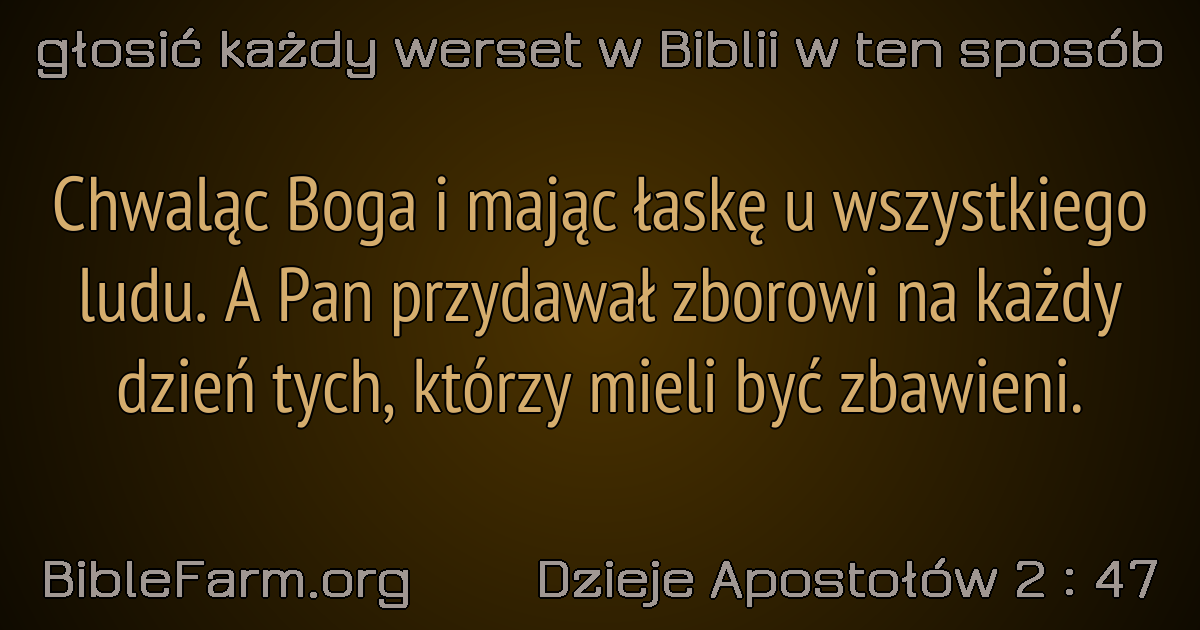 głosić każdy werset w Biblii w ten sposób
Chwaląc Boga i mając łaskę u wszystkiego
ludu. A Pan przydawał zborowi na każdy
dzień tych, którzy mieli być zbawieni.
BibleFarm.org Dzieje Apostołów 2 : 47